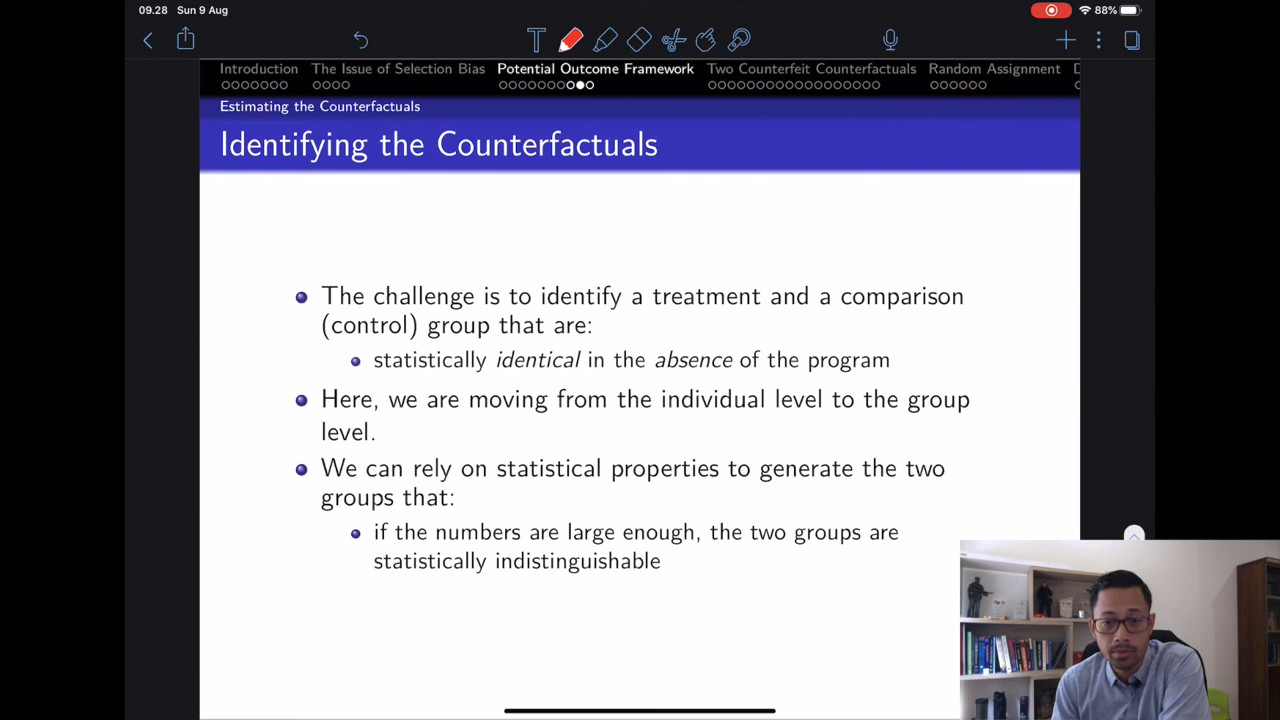 09.28 Sun 9 Aug 88%
Introduction The Issue of Selection Bias Potential Outcome Framework Two Counterfeit Counterfactuals Random Assignment D
Estimating the Counterfactuals
Identifying the Counterfactuals
The challenge is to identify a treatment and a comparison
(control) group that are:
statistically identical in the absence of the program
Here, we are moving from the individual level to the group
level.
We can rely on statistical properties to generate the two
groups that:
if the numbers are large enough, the two groups are
statistically indistinguishable